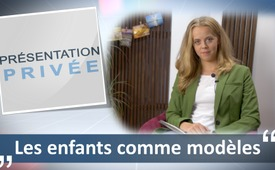 PRÉSENTATION
PRIVÉE
„Les enfants comme modèles“